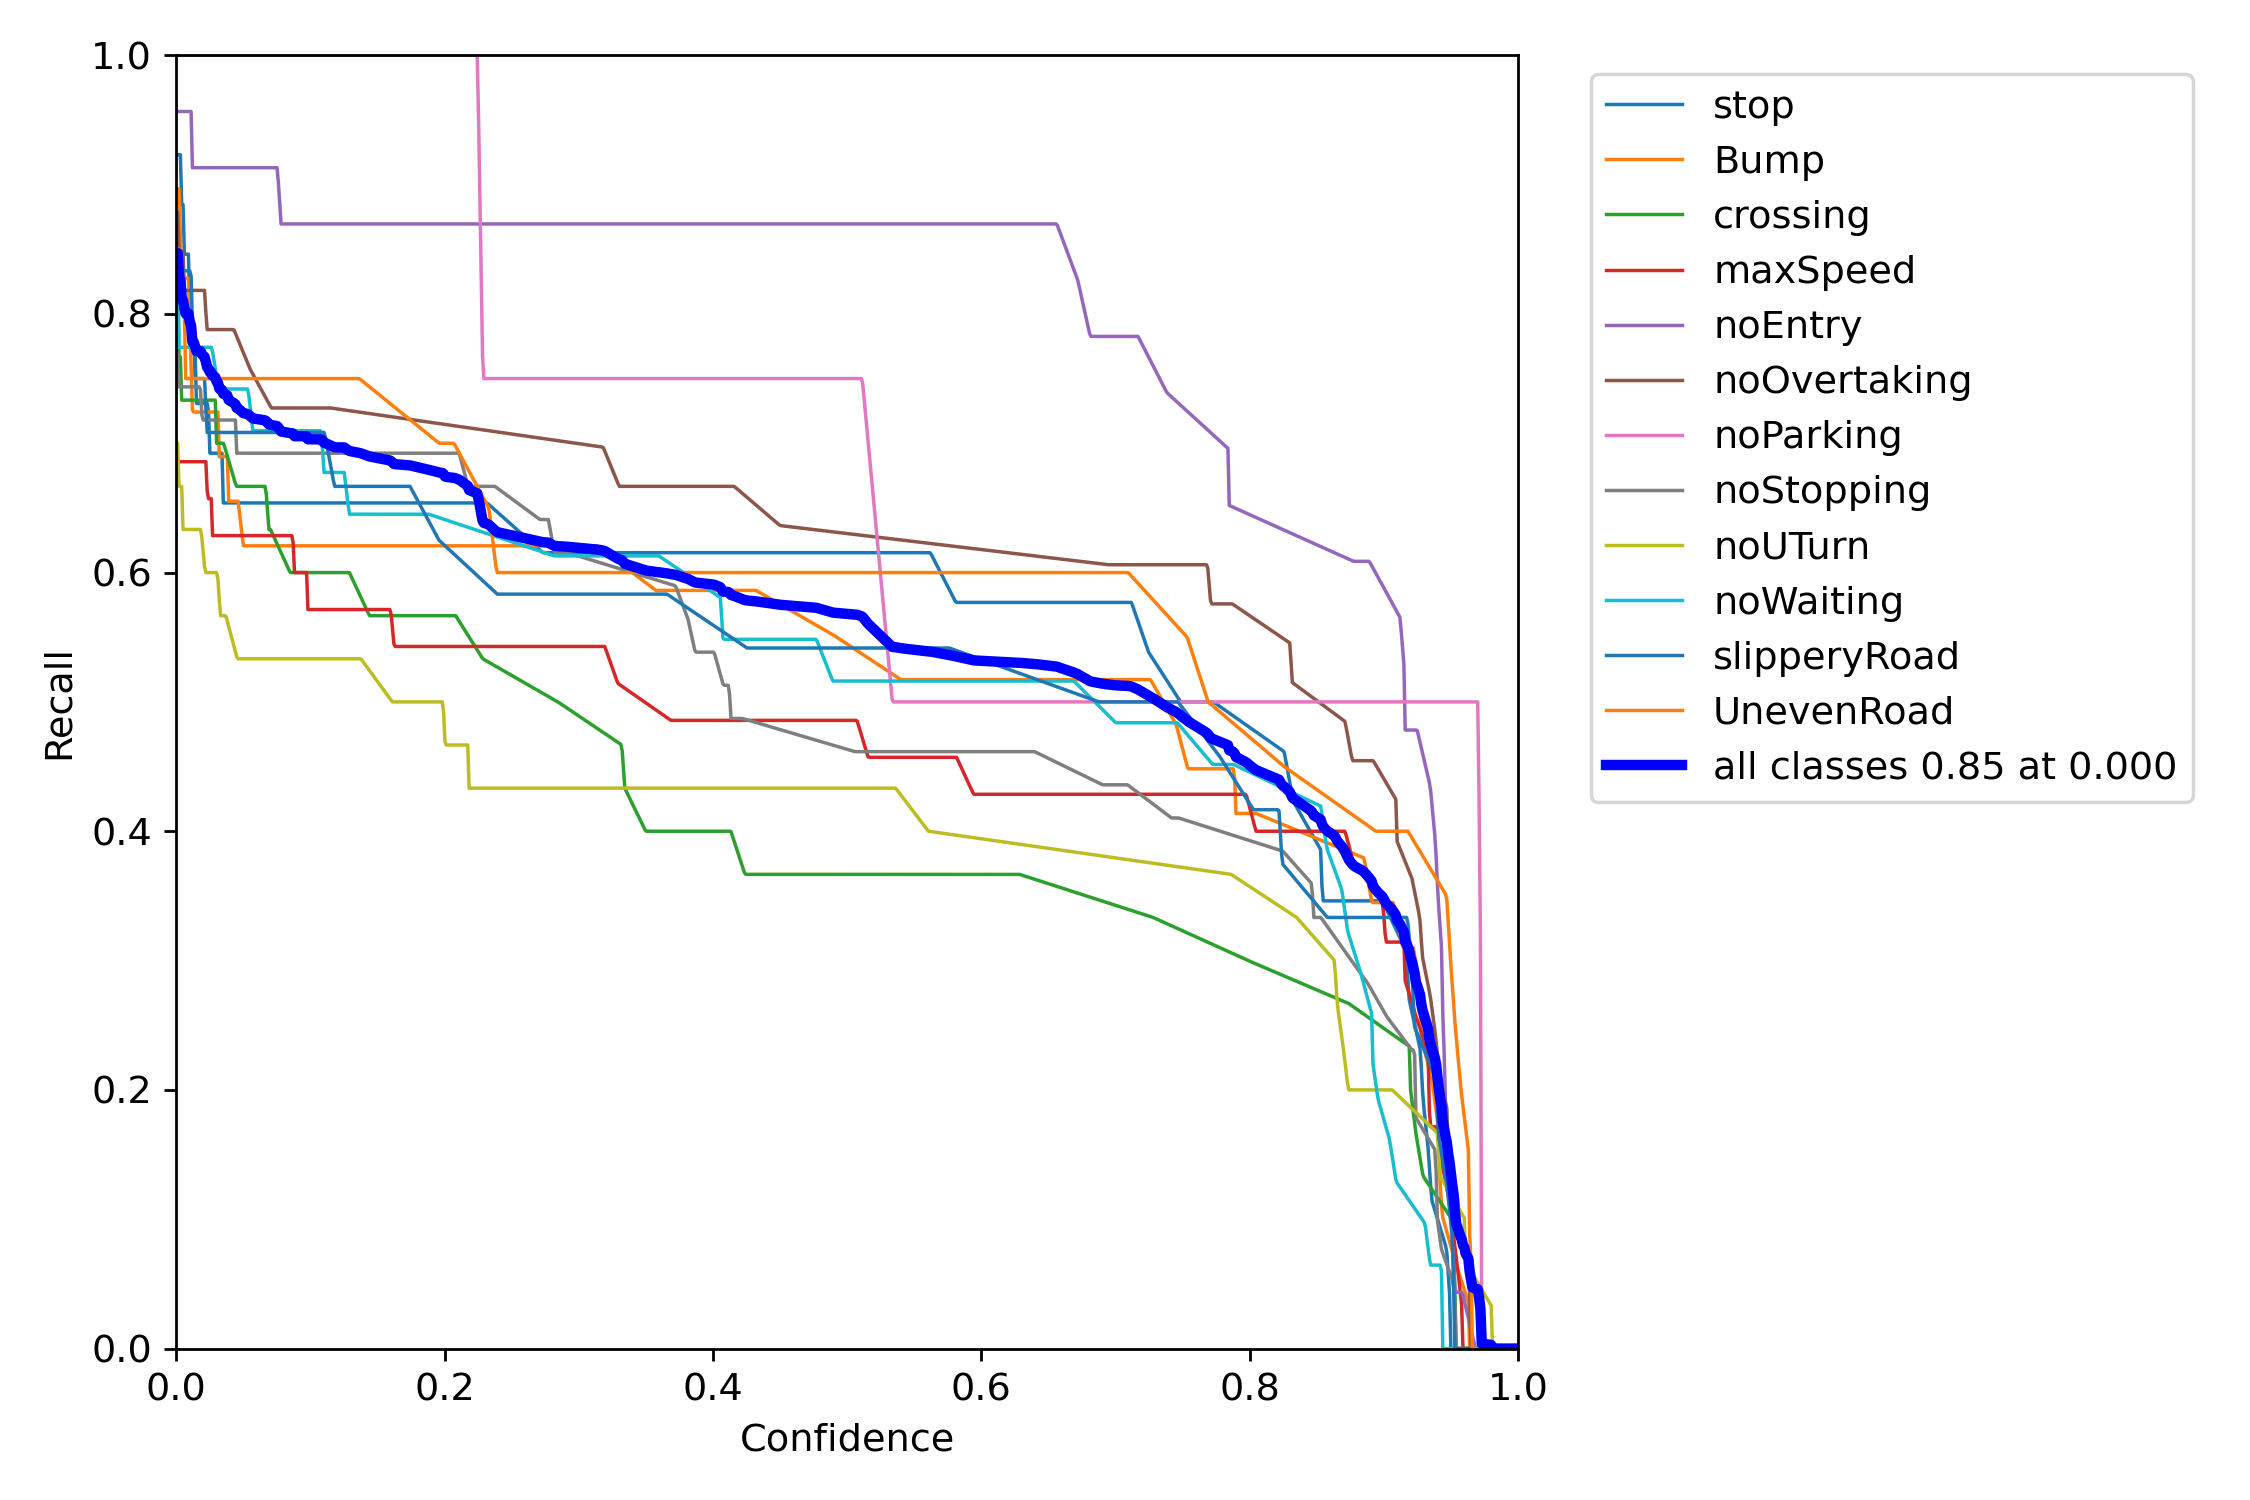 1.0
0.8
0.6
0.4
0.2
0.0
Recall
0.0 0.2 0.4 0.6 0.8 1.0
Confidence
stop
Bump
crossing
maxSpeed
noEntry
noOvertaking
noParking
noStopping
noUTurn
noWaiting
slipperyRoad
UnevenRoad
all classes 0.85 at 0.000